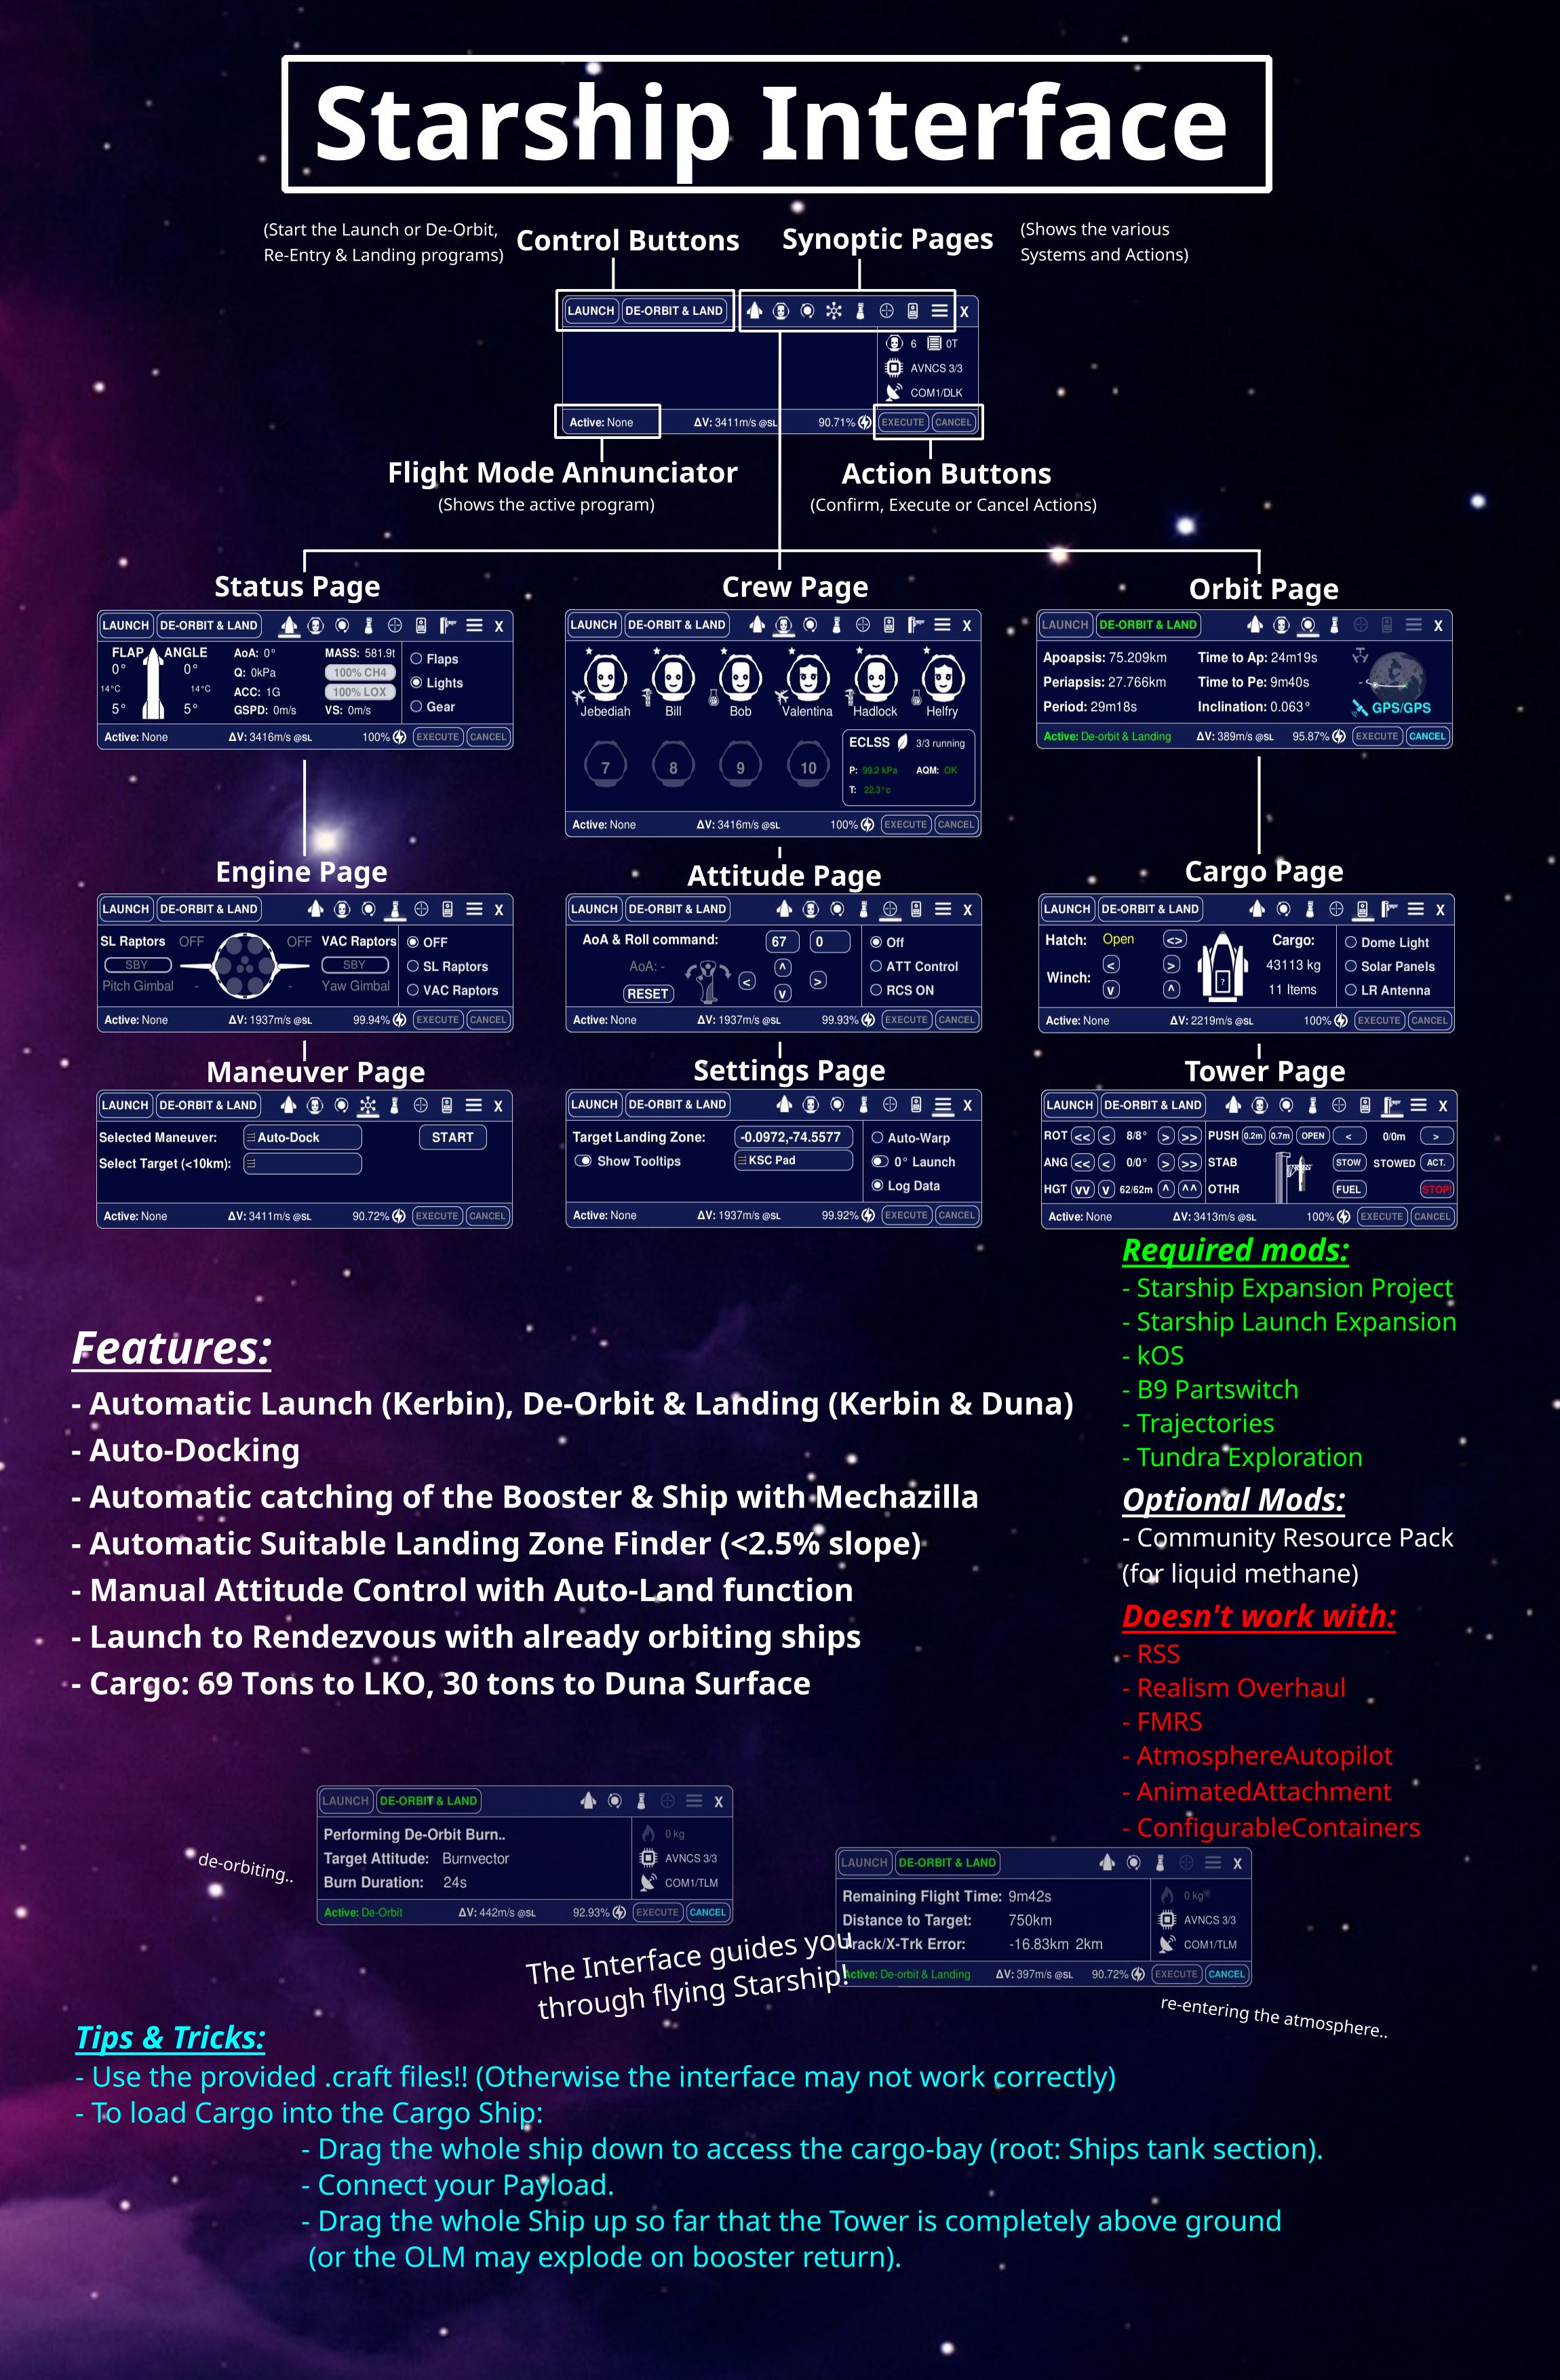 Starship Interface
(Start the Launch or De-Orbit,
Re-Entry & Landing programs)
Control Buttons
Synoptic Pages
(Shows the various
Systems and Actions)
LAUNCH DE-ORBIT & LAND X
6 0T
AVNCS 3/3
COM1/DLK
Active: None ΔV: 3411m/s @SL 90.71% EXECUTE CANCEL
Flight Mode Annunciator
(Shows the active program)
Action Buttons
(Confirm, Execute or Cancel Actions)
Status Page
LAUNCH DE-ORBIT & LAND X
FLAP ANGLE AoA: 0° MASS: 581.9t Flaps
0° 0° Q: 0kPa 100% CH4
14°C 14°C Lights
ACC: 1G 100% LOX
5° 5° GSPD: 0m/s VS: 0m/s Gear
Active: None ΔV: 3416m/s @SL 100% EXECUTE CANCEL
Crew Page
LAUNCH DE-ORBIT & LAND X
Jebediah Bill Bob Valentina Hadlock Helfry
7 8 9 10
ECLSS 3/3 running
P: 99.2 kPa AQM: OK
T: 22.3°c
Active: None ΔV: 3416m/s @SL 100% EXECUTE CANCEL
Orbit Page
LAUNCH DE-ORBIT & LAND X
Apoapsis: 75.209km Time to Ap: 24m19s
Periapsis: 27.766km Time to Pe: 9m40s
Period: 29m18s Inclination: 0.063° GPS/GPS
Active: De-orbit & Landing ΔV: 389m/s @SL 95.87% EXECUTE CANCEL
Engine Page
LAUNCH DE-ORBIT & LAND X
SL Raptors OFF OFF VAC Raptors OFF
SBY SBY SL Raptors
Pitch Gimbal - - Yaw Gimbal VAC Raptors
Active: None ΔV: 1937m/s @SL 99.94% EXECUTE CANCEL
Attitude Page
LAUNCH DE-ORBIT & LAND X
AoA & Roll command: 67 0 Off
AoA: - < ^ > ATT Control
RESET v RCS ON
Active: None ΔV: 1937m/s @SL 99.93% EXECUTE CANCEL
Cargo Page
LAUNCH DE-ORBIT & LAND X
Hatch: Open <> Cargo: Dome Light
Winch: < > ? 43113 kg Solar Panels
v ^ 11 Items LR Antenna
Active: None ΔV: 2219m/s @SL 100% EXECUTE CANCEL
Maneuver Page
LAUNCH DE-ORBIT & LAND X
Selected Maneuver: Auto-Dock START
Select Target (<10km):
Active: None ΔV: 3411m/s @SL 90.72% EXECUTE CANCEL
Settings Page
LAUNCH DE-ORBIT & LAND X
Target Landing Zone: -0.0972,-74.5577 Auto-Warp
Show Tooltips KSC Pad 0° Launch
Log Data
Active: None ΔV: 1937m/s @SL 99.92% EXECUTE CANCEL
Tower Page
LAUNCH DE-ORBIT & LAND X
ROT << < 8/8° > >> PUSH 0.2m 0.7m OPEN < 0/0m >
ANG << < 0/0° > >> STAB STOW STOWED ACT.
HGT vv v 62/62m ^ ^^ OTHR FUEL STOP!
Active: None ΔV: 3413m/s @SL 100% EXECUTE CANCEL
Required mods:
- Starship Expansion Project
- Starship Launch Expansion
- kOS
- B9 Partswitch
- Trajectories
- Tundra Exploration
Optional Mods:
- Community Resource Pack
(for liquid methane)
Doesn't work with:
- RSS
- Realism Overhaul
- FMRS
- AtmosphereAutopilot
- AnimatedAttachment
- ConfigurableContainers
Features:
- Automatic Launch (Kerbin), De-Orbit & Landing (Kerbin & Duna)
- Auto-Docking
- Automatic catching of the Booster & Ship with Mechazilla
- Automatic Suitable Landing Zone Finder (<2.5% slope)
- Manual Attitude Control with Auto-Land function
- Launch to Rendezvous with already orbiting ships
- Cargo: 69 Tons to LKO, 30 tons to Duna Surface
de-orbiting..
LAUNCH DE-ORBIT & LAND X
Performing De-Orbit Burn.. 0 kg
Target Attitude: Burnvector AVNCS 3/3
Burn Duration: 24s COM1/TLM
Active: De-Orbit ΔV: 442m/s @SL 92.93% EXECUTE CANCEL
LAUNCH DE-ORBIT & LAND X
Remaining Flight Time: 9m42s 0 kg
Distance to Target: 750km AVNCS 3/3
Track/X-Trk Error: -16.83km 2km COM1/TLM
Active: De-orbit & Landing ΔV: 397m/s @SL 90.72% EXECUTE CANCEL
The Interface guides you
through flying Starship!
re-entering the atmosphere..
Tips & Tricks:
- Use the provided .craft files!! (Otherwise the interface may not work correctly)
- To load Cargo into the Cargo Ship:
- Drag the whole ship down to access the cargo-bay (root: Ships tank section).
- Connect your Payload.
- Drag the whole Ship up so far that the Tower is completely above ground
(or the OLM may explode on booster return).